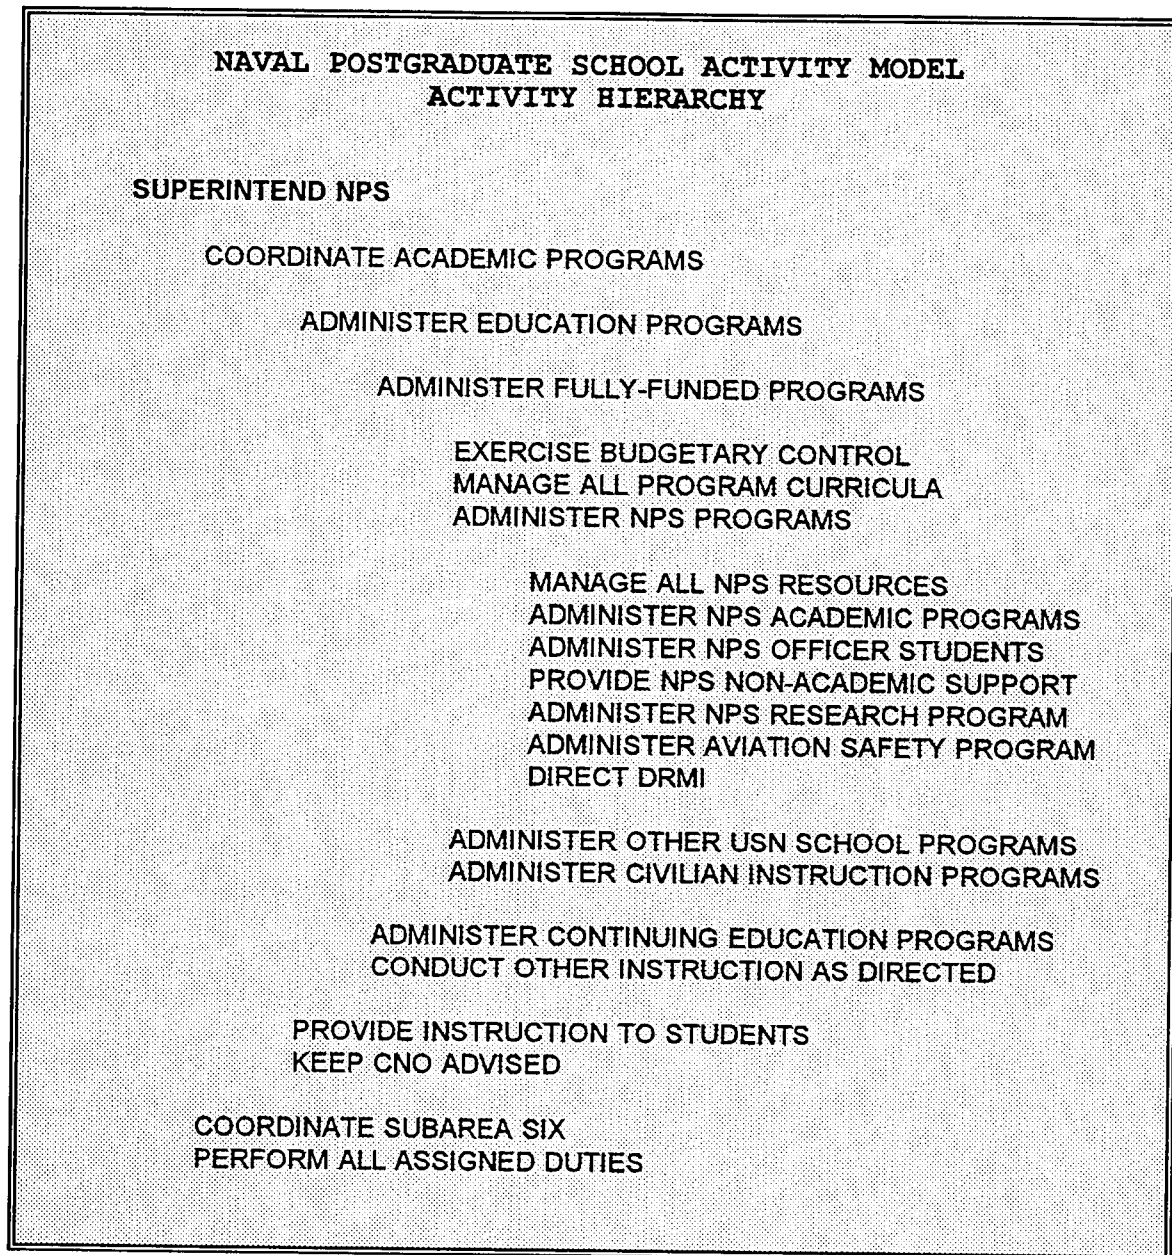 NAVAL POSTGRADUATE SCHOOL ACTIVITY MODEL
ACTIVITY HIERARCHY
SUPERINTEND NPS
COORDINATE ACADEMIC PROGRAMS
ADMINISTER EDUCATION PROGRAMS
ADMINISTER FULLY-FUNDED PROGRAMS
EXERCISE BUDGETARY CONTROL
MANAGE ALL PROGRAM CURRICULA
ADMINISTER NPS PROGRAMS
MANAGE ALL NPS RESOURCES
ADMINISTER NPS ACADEMIC PROGRAMS
ADMINISTER NPS OFFICER STUDENTS
PROVIDE NPS NON-ACADEMIC SUPPORT
ADMINISTER NPS RESEARCH PROGRAM
ADMINISTER AVIATION SAFETY PROGRAM
DIRECT DRMI
ADMINISTER OTHER USN SCHOOL PROGRAMS
ADMINISTER CIVILIAN INSTRUCTION PROGRAMS
ADMINISTER CONTINUING EDUCATION PROGRAMS
CONDUCT OTHER INSTRUCTION AS DIRECTED
PROVIDE INSTRUCTION TO STUDENTS
KEEP CNO ADVISED
COORDINATE SUBAREA SIX
PERFORM ALL ASSIGNED DUTIES